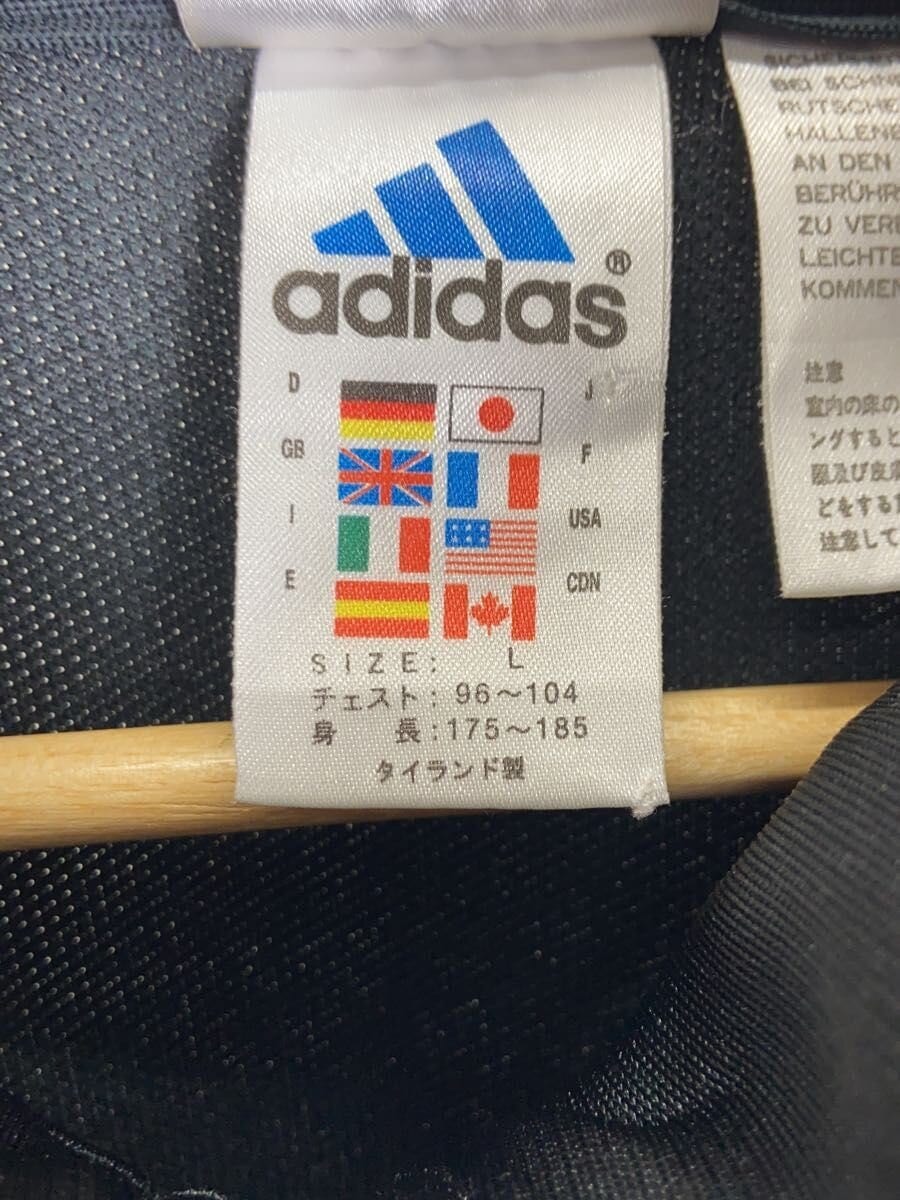 adidas®
D J
GB F
I USA
E CDN
SIZE: L
チェスト: 96〜104
身 長:175〜185
タイランド製
BEI SCHNE
RUTSCHE
HALLENB
AN DEN
BERÜHR
ZU VERE
LEICHTE
KOMMEN
注意
室内の床の
ングすると
服及び皮膚
どをする
注意して